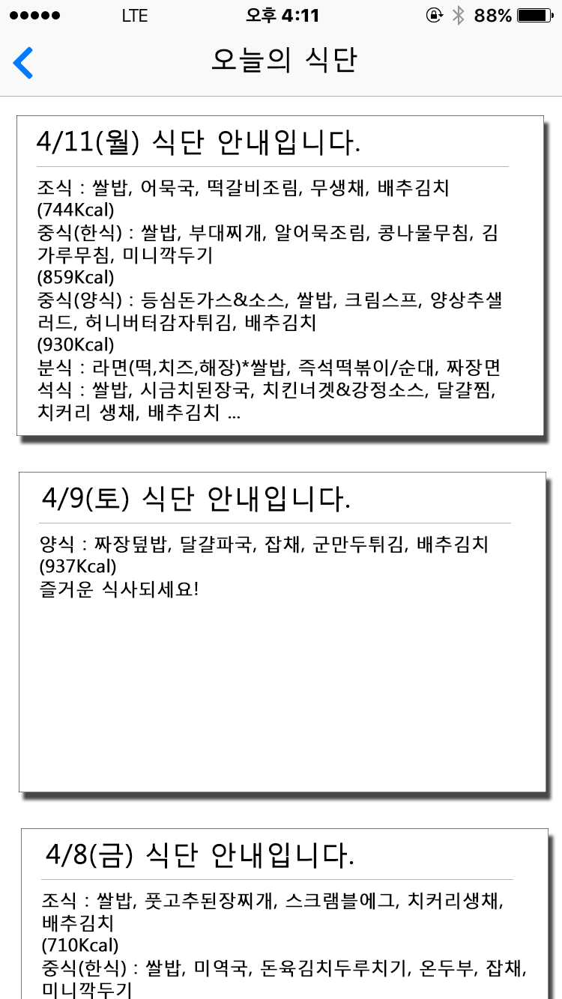 LTE
오후 4:11
88%
오늘의 식단
4/11(월) 식단 안내입니다.
조식 : 쌀밥, 어묵국, 떡갈비조림, 무생채, 배추김치
(744Kcal)
중식(한식) : 쌀밥, 부대찌개, 알어묵조림, 콩나물무침, 김
가루무침, 미니깍두기
(859Kcal)
중식(양식) : 등심돈가스&소스, 쌀밥, 크림스프, 양상추샐
러드, 허니버터감자튀김, 배추김치
(930Kcal)
분식 : 라면(떡,치즈,해장)*쌀밥, 즉석떡볶이/순대, 짜장면
석식 : 쌀밥, 시금치된장국, 치킨너겟&강정소스, 달걀찜,
치커리 생채, 배추김치 ...
4/9(토) 식단 안내입니다.
양식 : 짜장덮밥, 달걀파국, 잡채, 군만두튀김, 배추김치
(937Kcal)
즐거운 식사되세요!
4/8(금) 식단 안내입니다.
조식 : 쌀밥, 풋고추된장찌개, 스크램블에그, 치커리생채,
배추김치
(710Kcal)
중식(한식) : 쌀밥, 미역국, 돈육김치두루치기, 온두부, 잡채,
미니깍두기